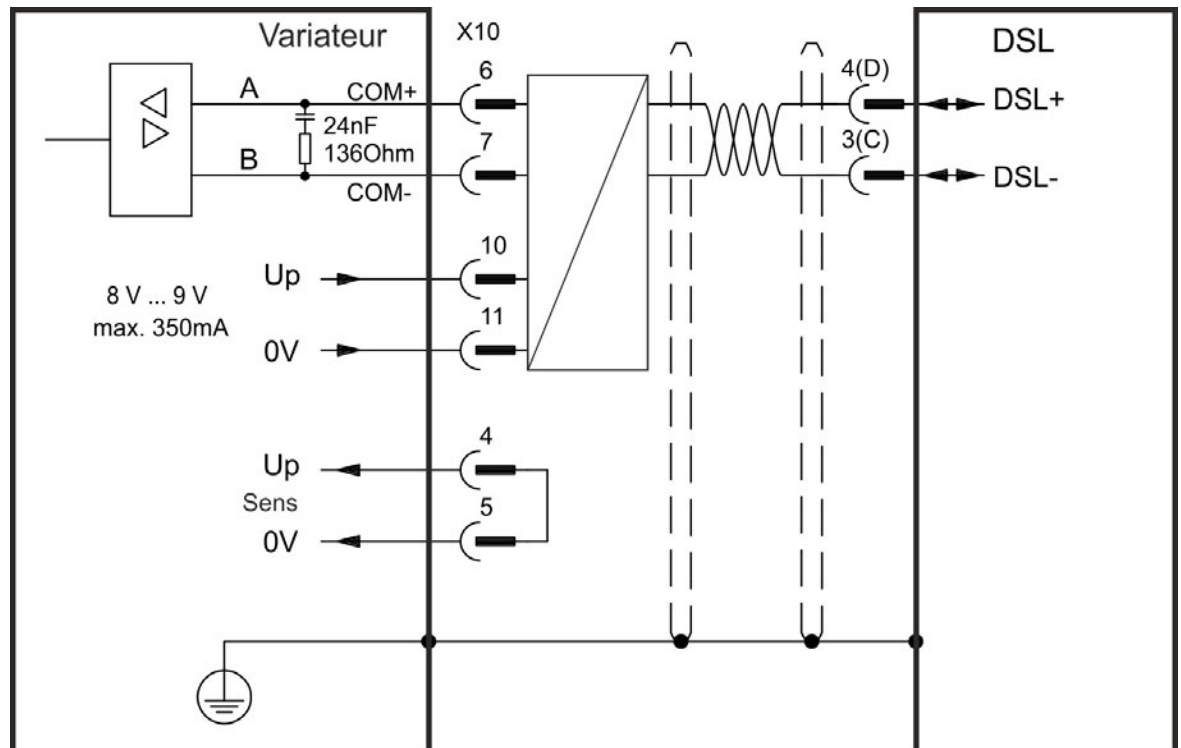 Variateur
X10
DSL
A
COM+
6
4(D)
DSL+
24nF
136Ohm
7
3(C)
B
COM-
DSL-
10
Up
8 V ... 9 V
max. 350mA
11
0V
4
Up
Sens
5
0V